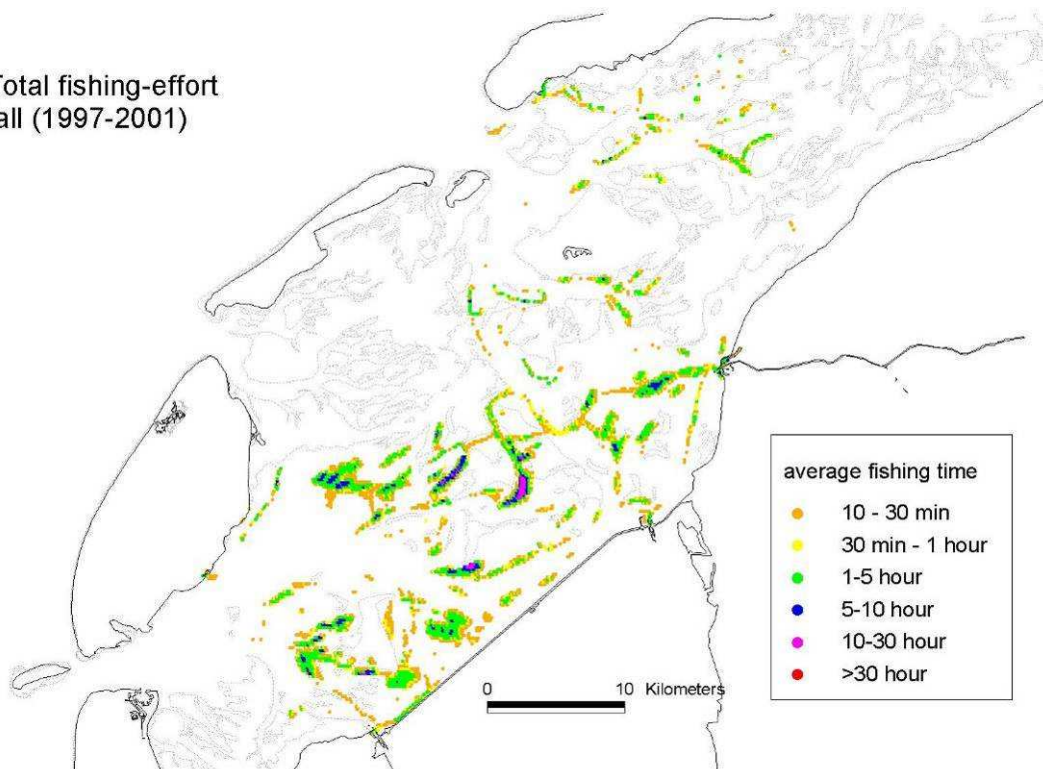 Total fishing-effort
all (1997-2001)
average fishing time
10 - 30 min
30 min - 1 hour
1-5 hour
5-10 hour
10-30 hour
>30 hour
0 10 Kilometers